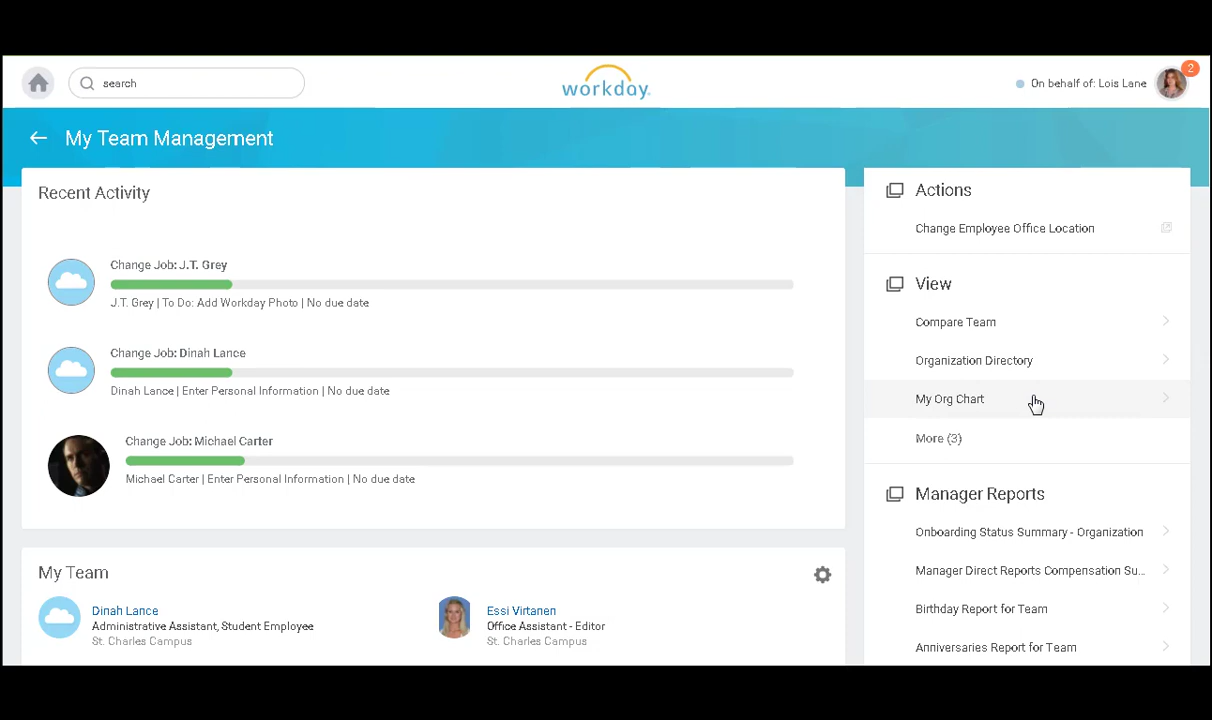 search
workday.
On behalf of: Lois Lane
2
My Team Management
Recent Activity
Change Job: J.T. Grey
J.T. Grey | To Do: Add Workday Photo | No due date
Change Job: Dinah Lance
Dinah Lance | Enter Personal Information | No due date
Change Job: Michael Carter
Michael Carter | Enter Personal Information | No due date
My Team
Dinah Lance
Administrative Assistant, Student Employee
St. Charles Campus
Essi Virtanen
Office Assistant - Editor
St. Charles Campus
Actions
Change Employee Office Location
View
Compare Team
Organization Directory
My Org Chart
More (3)
Manager Reports
Onboarding Status Summary - Organization
Manager Direct Reports Compensation Su...
Birthday Report for Team
Anniversaries Report for Team